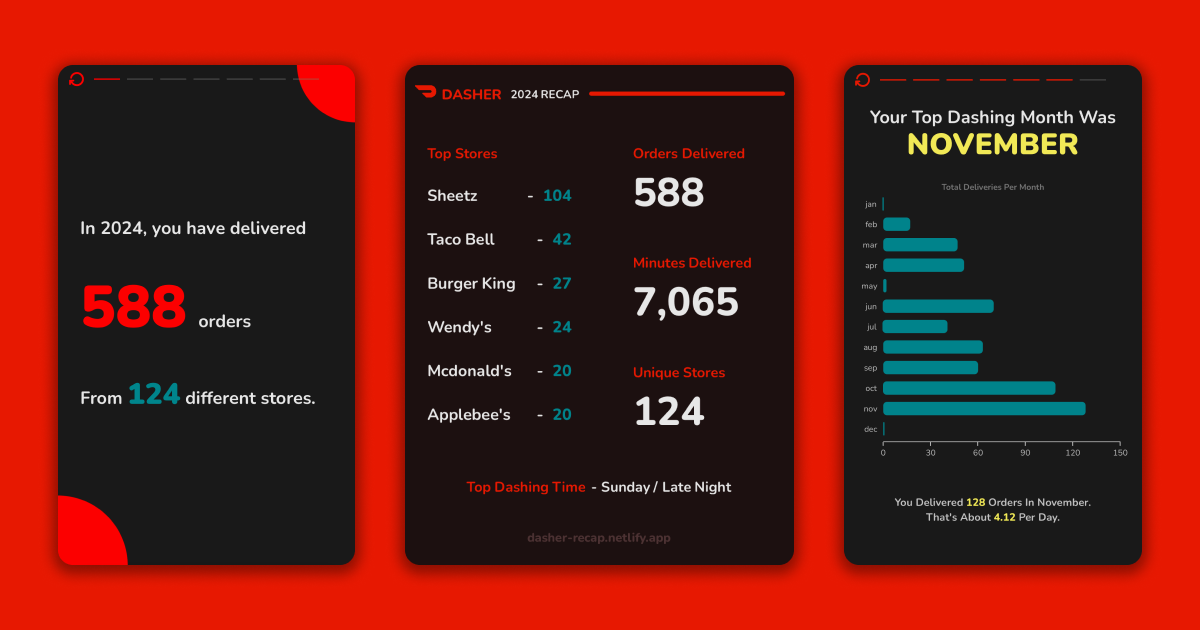 In 2024, you have delivered
588 orders
From 124 different stores.
DASHER 2024 RECAP
Top Stores
Sheetz - 104
Taco Bell - 42
Burger King - 27
Wendy's - 24
Mcdonald's - 20
Applebee's - 20
Orders Delivered
588
Minutes Delivered
7,065
Unique Stores
124
Top Dashing Time - Sunday / Late Night
dasher-recap.netlify.app
Your Top Dashing Month Was
NOVEMBER
Total Deliveries Per Month
jan
feb
mar
apr
may
jun
jul
aug
sep
oct
nov
dec
0 30 60 90 120 150
You Delivered 128 Orders In November.
That's About 4.12 Per Day.